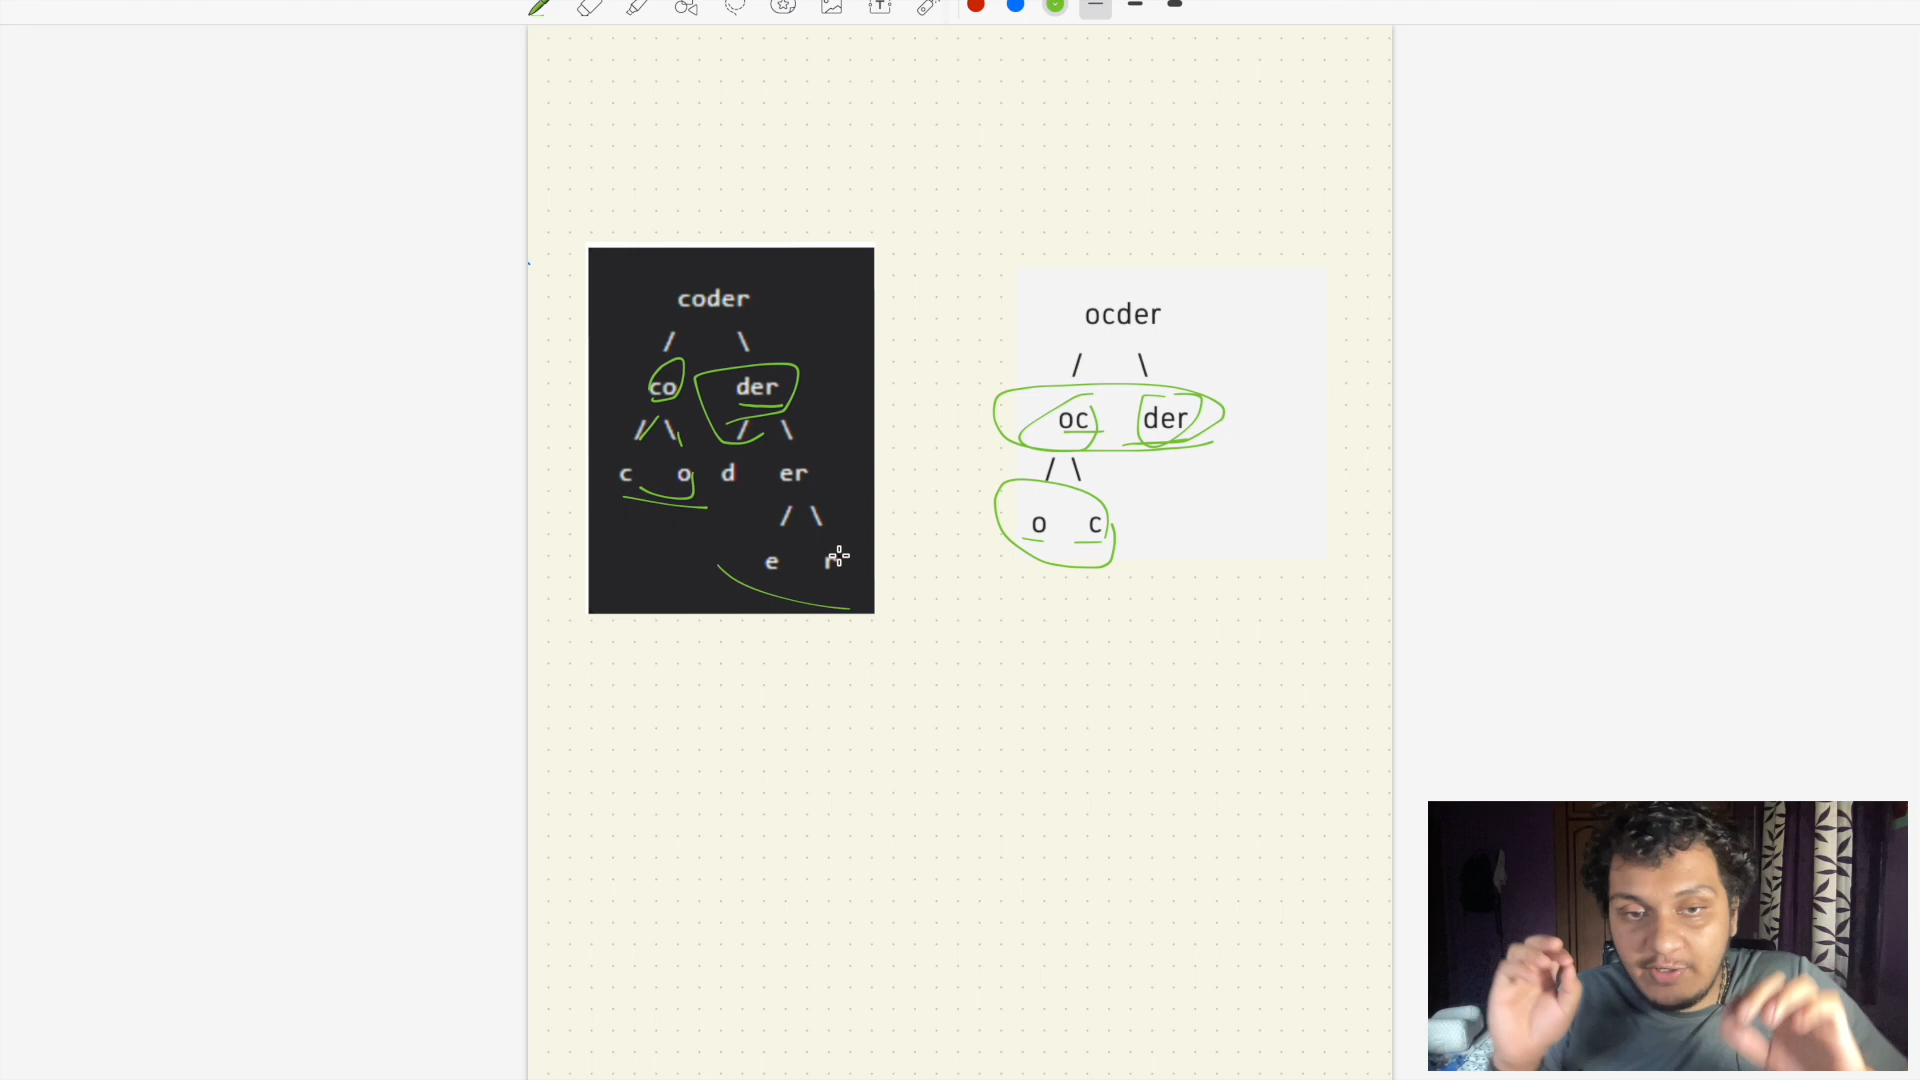 coder
/ \
co der
/ \ / \
c o d er
/ \
e r
ocder
/ \
oc der
/ \
o c